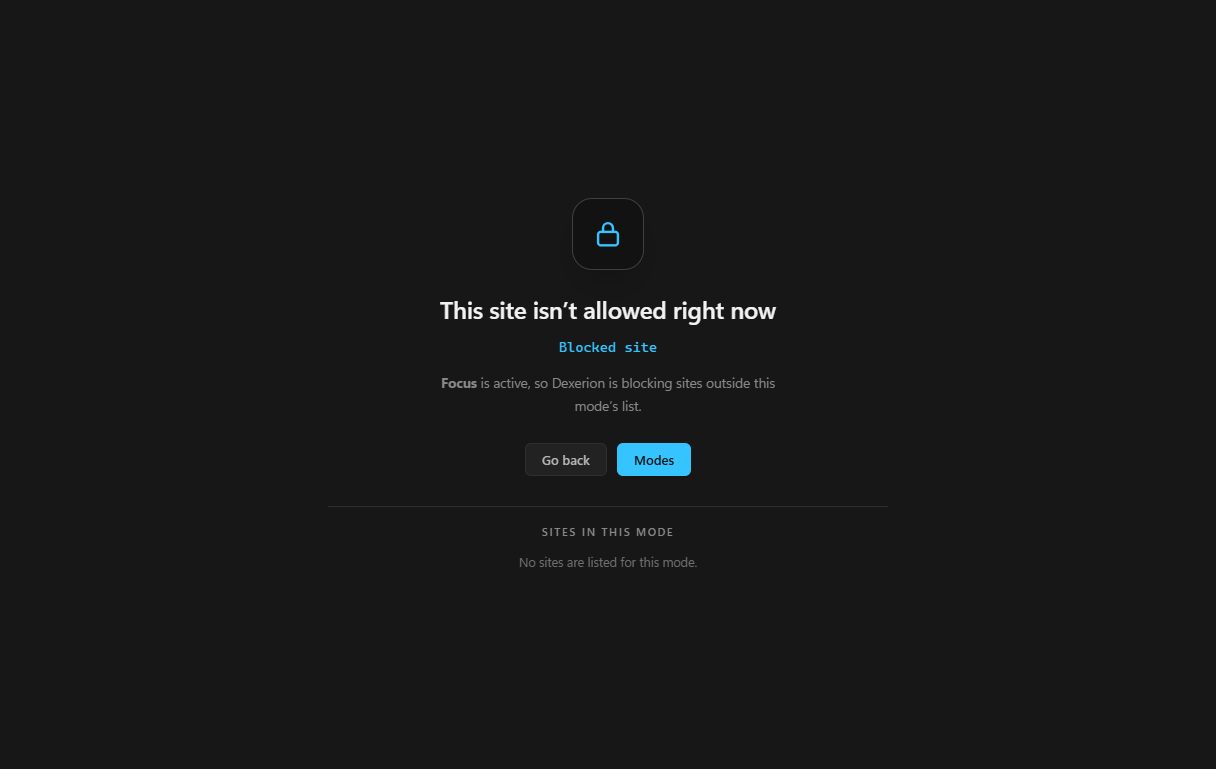 This site isn’t allowed right now
Blocked site
Focus is active, so Dexerion is blocking sites outside this
mode’s list.
Go back
Modes
SITES IN THIS MODE
No sites are listed for this mode.